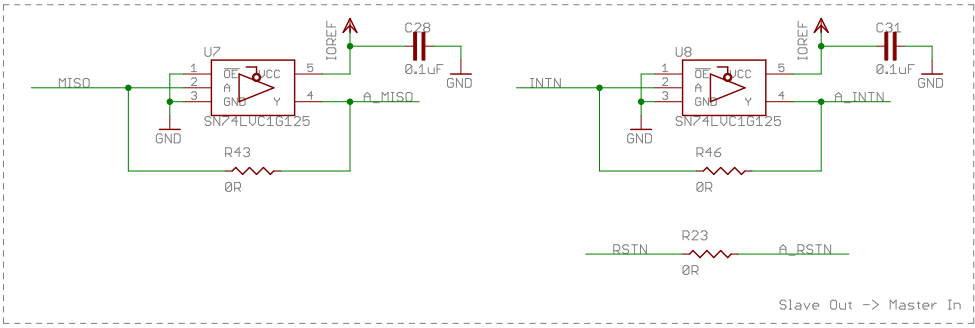 IOREF
C28
0.1uF
GND
U7
1
2
3
OE
A
GND
VCC
Y
5
4
SN74LVC1G125
MISO
A_MISO
GND
R43
0R
IOREF
C31
0.1uF
GND
U8
1
2
3
OE
A
GND
VCC
Y
5
4
SN74LVC1G125
INTN
A_INTN
GND
R46
0R
R23
RSTN
A_RSTN
0R
Slave Out -> Master In